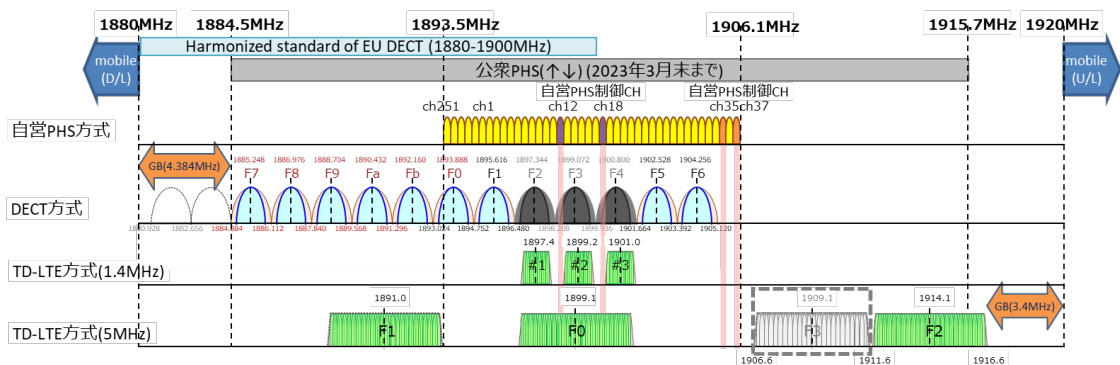 1880MHz 1884.5MHz 1893.5MHz 1906.1MHz 1915.7MHz 1920MHz
Harmonized standard of EU DECT (1880-1900MHz)
mobile
(D/L)
mobile
(U/L)
公衆PHS(↑↓) (2023年3月末まで)
自営PHS制御CH 自営PHS制御CH
ch251 ch1 ch12 ch18 ch35 ch37
自営PHS方式
GB(4.384MHz)
1885.248 1886.976 1888.704 1890.432 1892.160 1893.888 1895.616 1897.344 1899.072 1900.800 1902.528 1904.256
F7 F8 F9 Fa Fb F0 F1 F2 F3 F4 F5 F6
DECT方式
1880.928 1882.656 1884.384 1886.112 1887.840 1889.568 1891.296 1893.024 1894.752 1896.480 1898.208 1899.936 1901.664 1903.392 1905.120
1897.4 1899.2 1901.0
#1 #2 #3
TD-LTE方式(1.4MHz)
1891.0 1899.1 1909.1 1914.1
GB(3.4MHz)
TD-LTE方式(5MHz)
F1 F0 F3 F2
1906.6 1911.6 1916.6